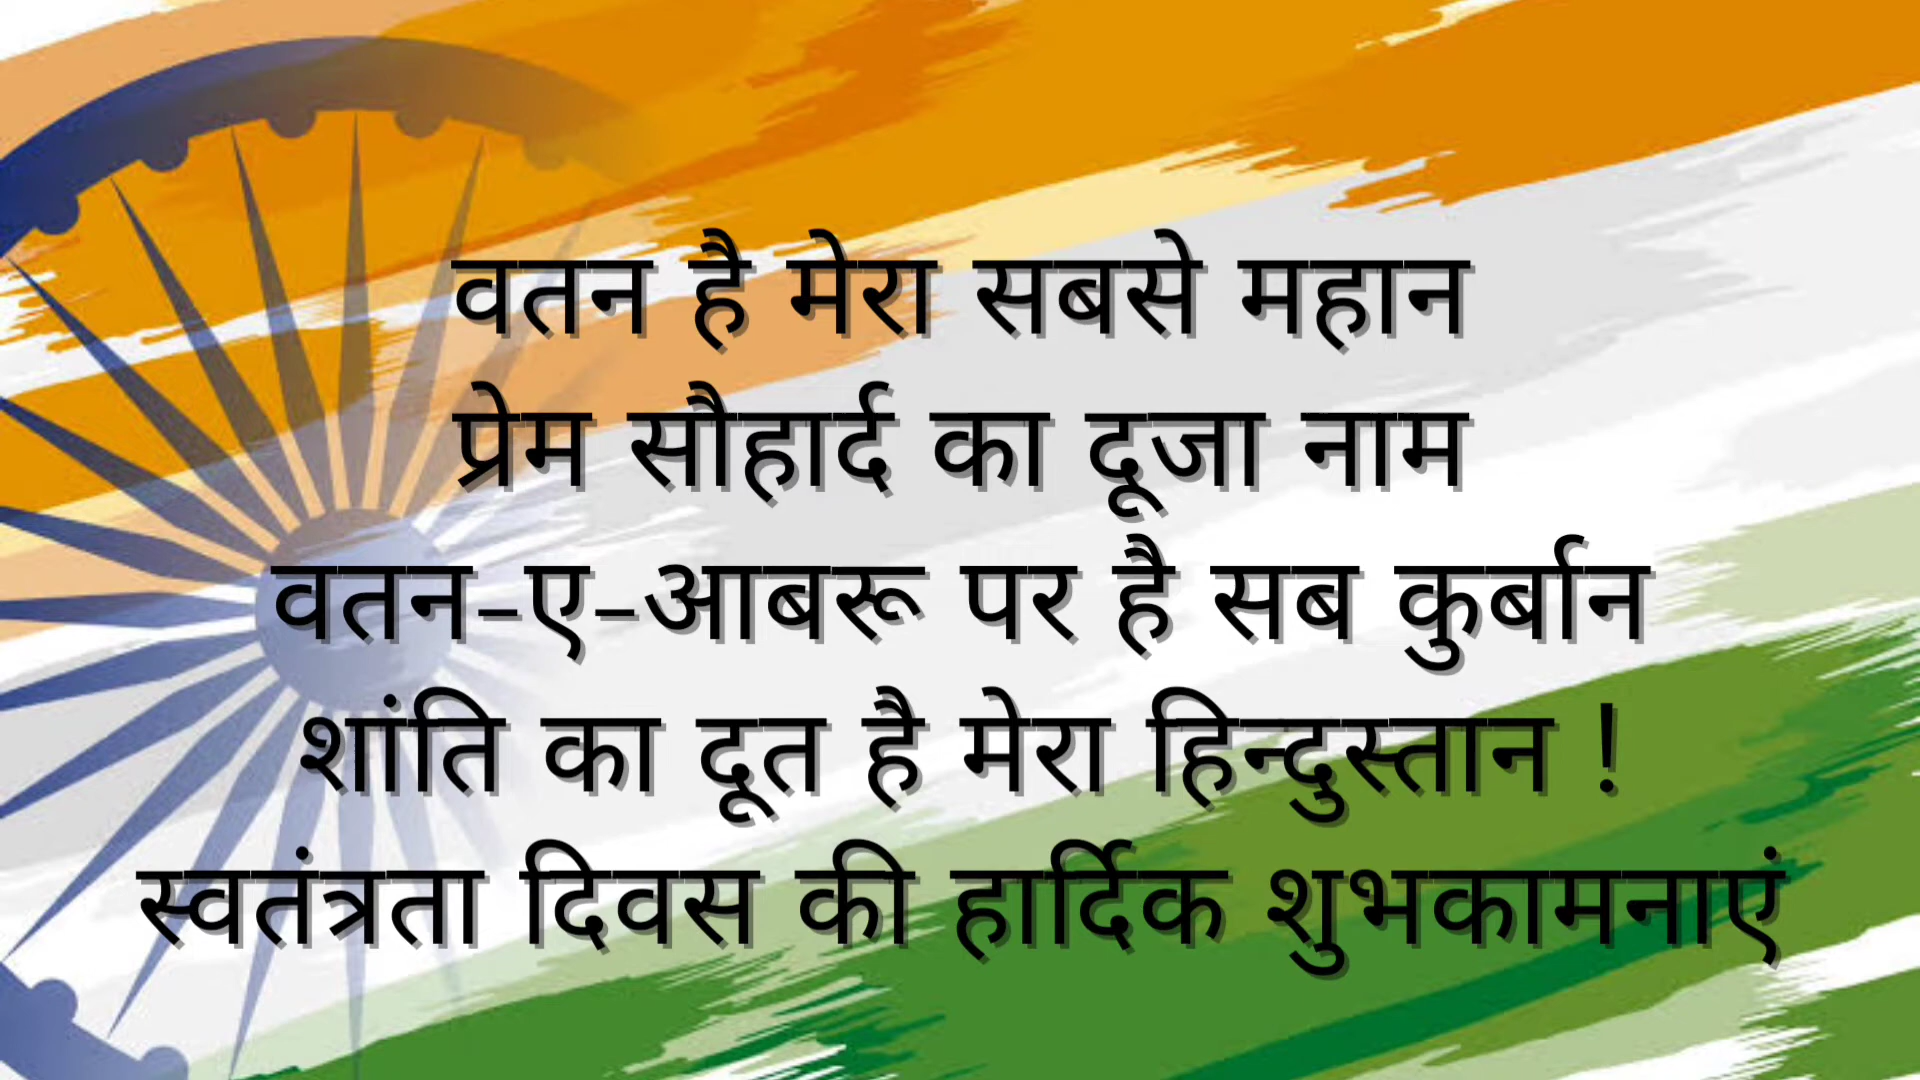 वतन है मेरा सबसे महान
प्रेम सौहार्द का दूजा नाम
वतन-ए-आबरू पर है सब कुर्बान
शांति का दूत है मेरा हिन्दुस्तान !
स्वतंत्रता दिवस की हार्दिक शुभकामनाएं